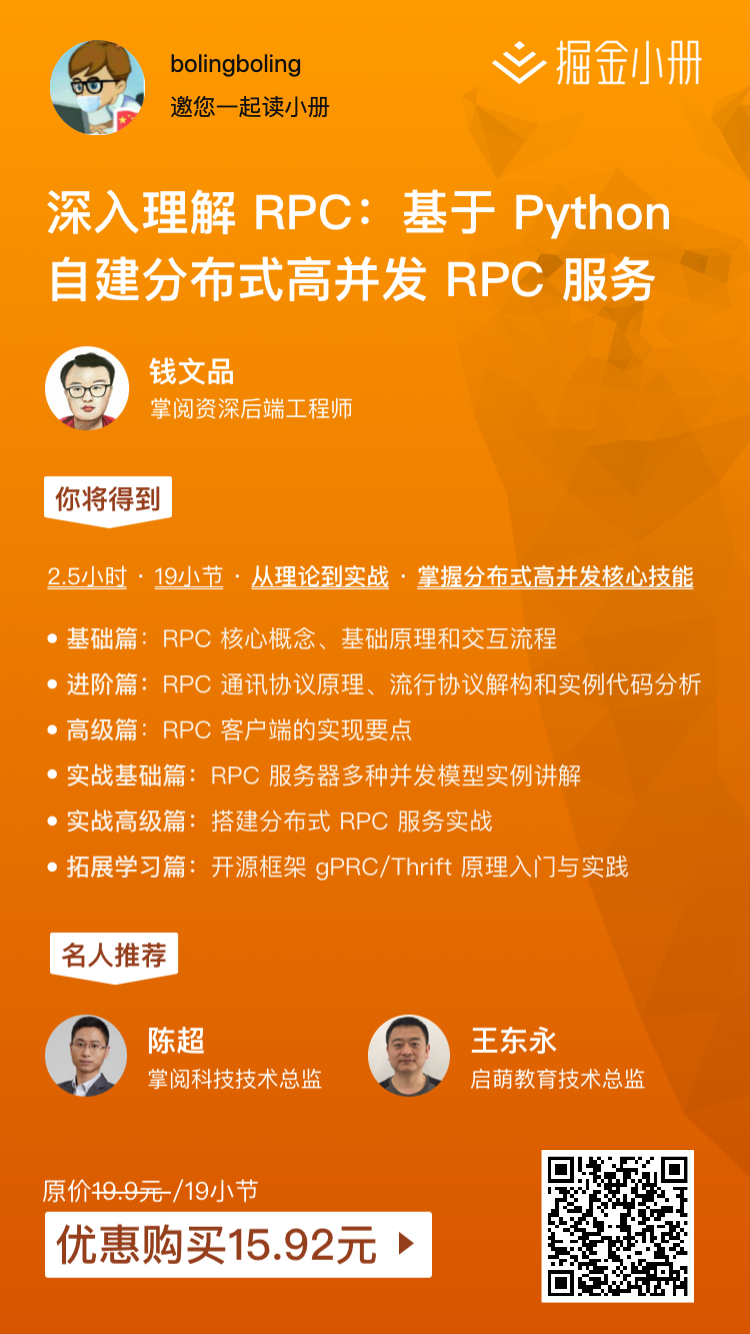 bolingboling
邀您一起读小册
掘金小册
深入理解 RPC：基于 Python
自建分布式高并发 RPC 服务
钱文品
掌阅资深后端工程师
你将得到
2.5小时 · 19小节 · 从理论到实战 · 掌握分布式高并发核心技能
• 基础篇：RPC 核心概念、基础原理和交互流程
• 进阶篇：RPC 通讯协议原理、流行协议解构和实例代码分析
• 高级篇：RPC 客户端的实现要点
• 实战基础篇：RPC 服务器多种并发模型实例讲解
• 实战高级篇：搭建分布式 RPC 服务实战
• 拓展学习篇：开源框架 gPRC/Thrift 原理入门与实践
名人推荐
陈超
掌阅科技技术总监
王东永
启萌教育技术总监
原价19.9元 /19小节
优惠购买15.92元